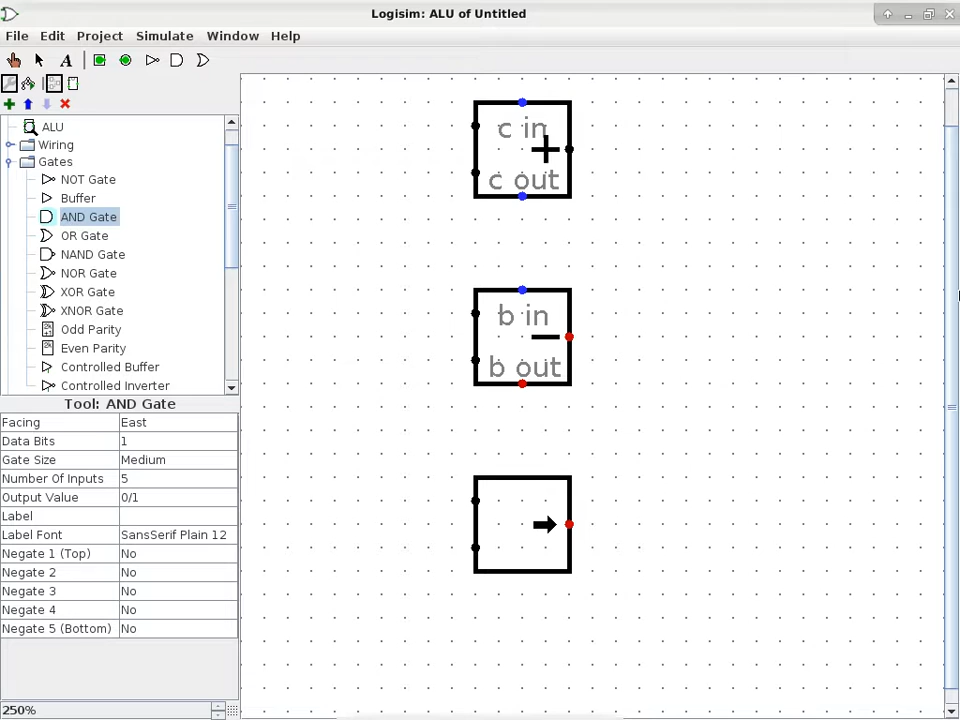 Logisim: ALU of Untitled
File Edit Project Simulate Window Help
A
ALU
Wiring
Gates
NOT Gate
Buffer
AND Gate
OR Gate
NAND Gate
NOR Gate
XOR Gate
XNOR Gate
Odd Parity
Even Parity
Controlled Buffer
Controlled Inverter
Tool: AND Gate
Facing East
Data Bits 1
Gate Size Medium
Number Of Inputs 5
Output Value 0/1
Label
Label Font SansSerif Plain 12
Negate 1 (Top) No
Negate 2 No
Negate 3 No
Negate 4 No
Negate 5 (Bottom) No
250%
c in
+
c out
b in
−
b out